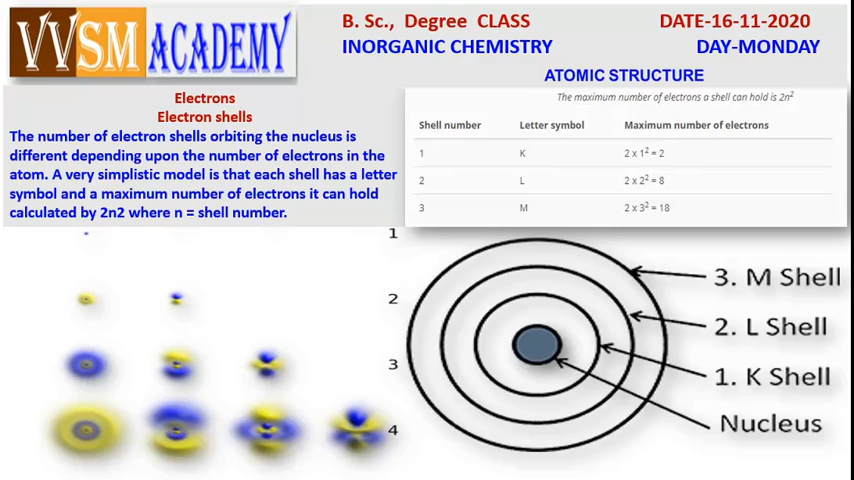 VVSM ACADEMY
B. Sc., Degree CLASS
DATE-16-11-2020
INORGANIC CHEMISTRY
DAY-MONDAY
ATOMIC STRUCTURE
Electrons
Electron shells
The number of electron shells orbiting the nucleus is
different depending upon the number of electrons in the
atom. A very simplistic model is that each shell has a letter
symbol and a maximum number of electrons it can hold
calculated by 2n2 where n = shell number.
The maximum number of electrons a shell can hold is 2n²
Shell number Letter symbol Maximum number of electrons
1 K 2 x 1² = 2
2 L 2 x 2² = 8
3 M 2 x 3² = 18
1
2
3
4
3. M Shell
2. L Shell
1. K Shell
Nucleus